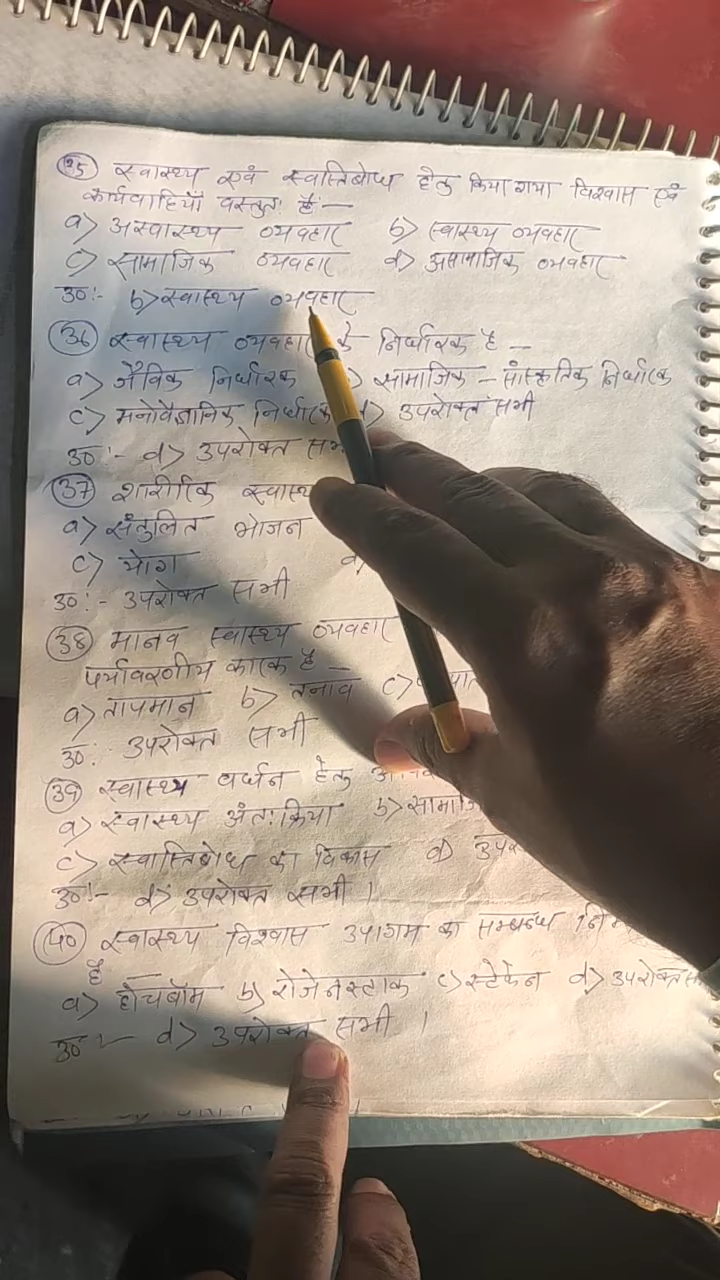 35 स्वास्थ्य एवं स्वस्तिबोध हेतु किया गया विश्वास एवं
कार्यवाहियाँ वस्तुतः हैं :—
a> अस्वास्थ्य व्यवहार b> स्वास्थ्य व्यवहार
c> सामाजिक व्यवहार d> असामाजिक व्यवहार
उ०:- b> स्वास्थ्य व्यवहार
36 स्वास्थ्य व्यवहार के निर्धारक है —
a> जैविक निर्धारक > सामाजिक - सांस्कृतिक निर्धारक
c> मनोवैज्ञानिक निर्धारक d> उपरोक्त सभी
उ०:- d> उपरोक्त सभी
37 शारीरिक स्वास्थ
a> संतुलित भोजन
c> योग d>
उ०:- उपरोक्त सभी
38 मानव स्वास्थ्य व्यवहार
पर्यावरणीय कारक है —
a> तापमान b> तनाव c>
उ०: उपरोक्त सभी
39 स्वास्थ्य वर्धन हेतु
a> स्वास्थ्य अंतःक्रिया b> सामाजि
c> स्वास्तिबोध का विकास d> उपर
उ०!- d> उपरोक्त सभी ।
40 स्वास्थ्य विश्वास उपागम का सम्बन्ध निम
है —
a> होचबॉम b> रोजेनस्टाक c> स्टेकेन d> उपरोक्त स
उ०:- d> उपरोक्त सभी ।